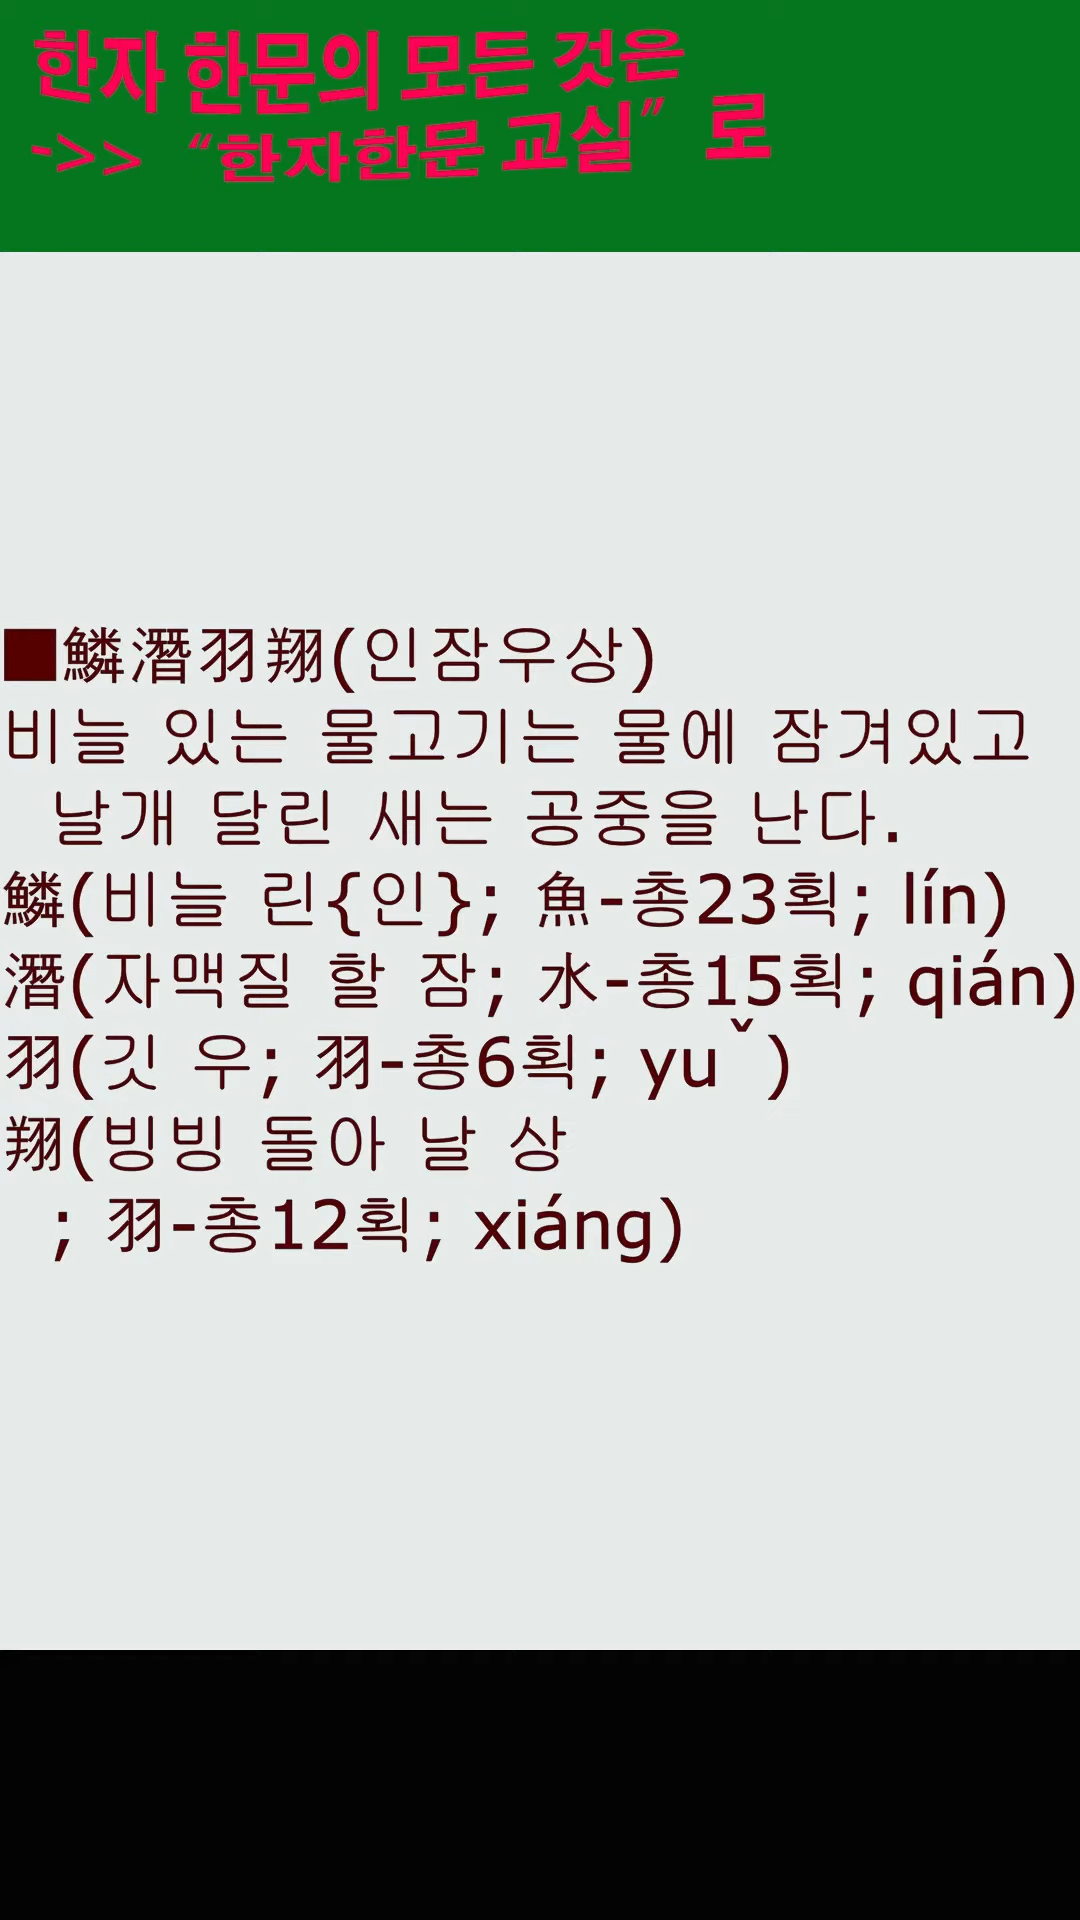 한자 한문의 모든 것은
->> “한자한문 교실” 로
■鱗潛羽翔(인잠우상)
비늘 있는 물고기는 물에 잠겨있고
날개 달린 새는 공중을 난다.
鱗(비늘 린{인}; 魚-총23획; lín)
潛(자맥질 할 잠; 水-총15획; qián)
羽(깃 우; 羽-총6획; yuˇ)
翔(빙빙 돌아 날 상
; 羽-총12획; xiáng)